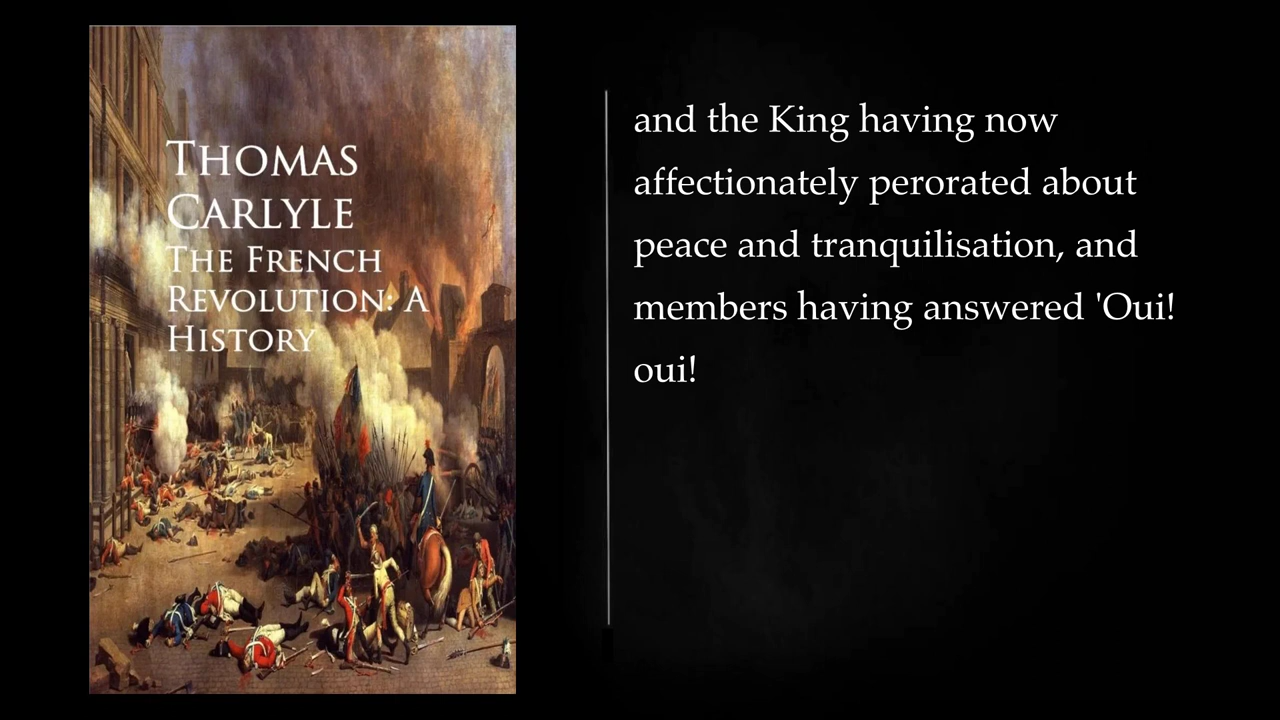 THOMAS
CARLYLE
THE FRENCH
REVOLUTION: A
HISTORY
and the King having now
affectionately perorated about
peace and tranquilisation, and
members having answered 'Oui!
oui!